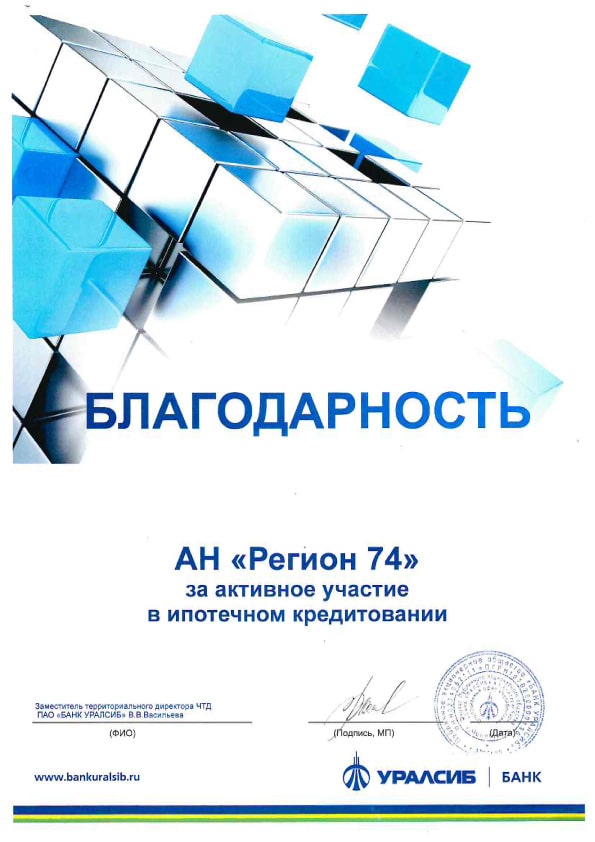 БЛАГОДАРНОСТЬ
АН «Регион 74»
за активное участие
в ипотечном кредитовании
Заместитель территориального директора ЧТД
ПАО «БАНК УРАЛСИБ» В.В.Васильева
(ФИО)
(Подпись, МП)
(Дата)
www.bankuralsib.ru
УРАЛСИБ | БАНК